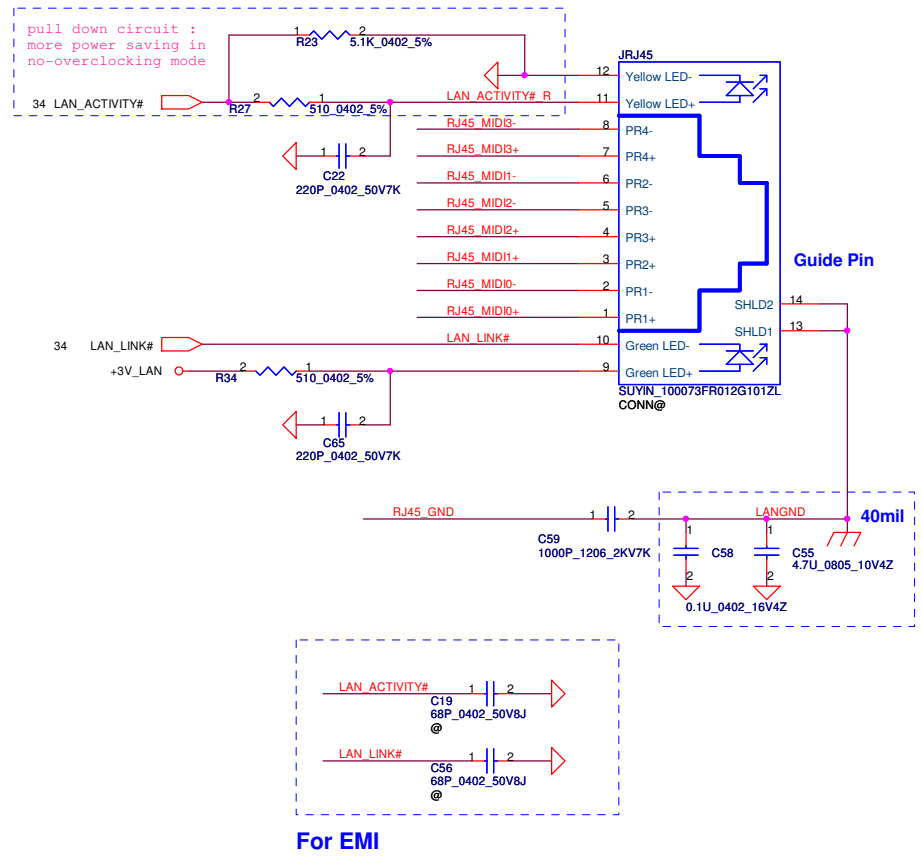 pull down circuit :
more power saving in
no-overclocking mode
R23 5.1K_0402_5%
JRJ45
12 Yellow LED-
34 LAN_ACTIVITY# 2 1 LAN_ACTIVITY#_R 11 Yellow LED+
R27 510_0402_5%
RJ45_MIDI3- 8 PR4-
RJ45_MIDI3+ 7 PR4+
1 2
C22
220P_0402_50V7K
RJ45_MIDI1- 6 PR2-
RJ45_MIDI2- 5 PR3-
RJ45_MIDI2+ 4 PR3+
RJ45_MIDI1+ 3 PR2+
Guide Pin
RJ45_MIDI0- 2 PR1-
SHLD2 14
RJ45_MIDI0+ 1 PR1+
SHLD1 13
34 LAN_LINK# LAN_LINK# 10 Green LED-
+3V_LAN 2 1 9 Green LED+
R34 510_0402_5%
SUYIN_100073FR012G101ZL
CONN@
1 2
C65
220P_0402_50V7K
RJ45_GND 1 2 LANGND 40mil
C59
1000P_1206_2KV7K
1 C58 1 C55
4.7U_0805_10V4Z
2 2
0.1U_0402_16V4Z
LAN_ACTIVITY# 1 2
C19
68P_0402_50V8J
@
LAN_LINK# 1 2
C56
68P_0402_50V8J
@
For EMI